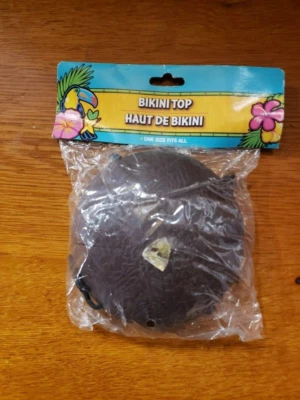 BIKINI TOP
HAUT DE BIKINI
- ONE SIZE FITS ALL